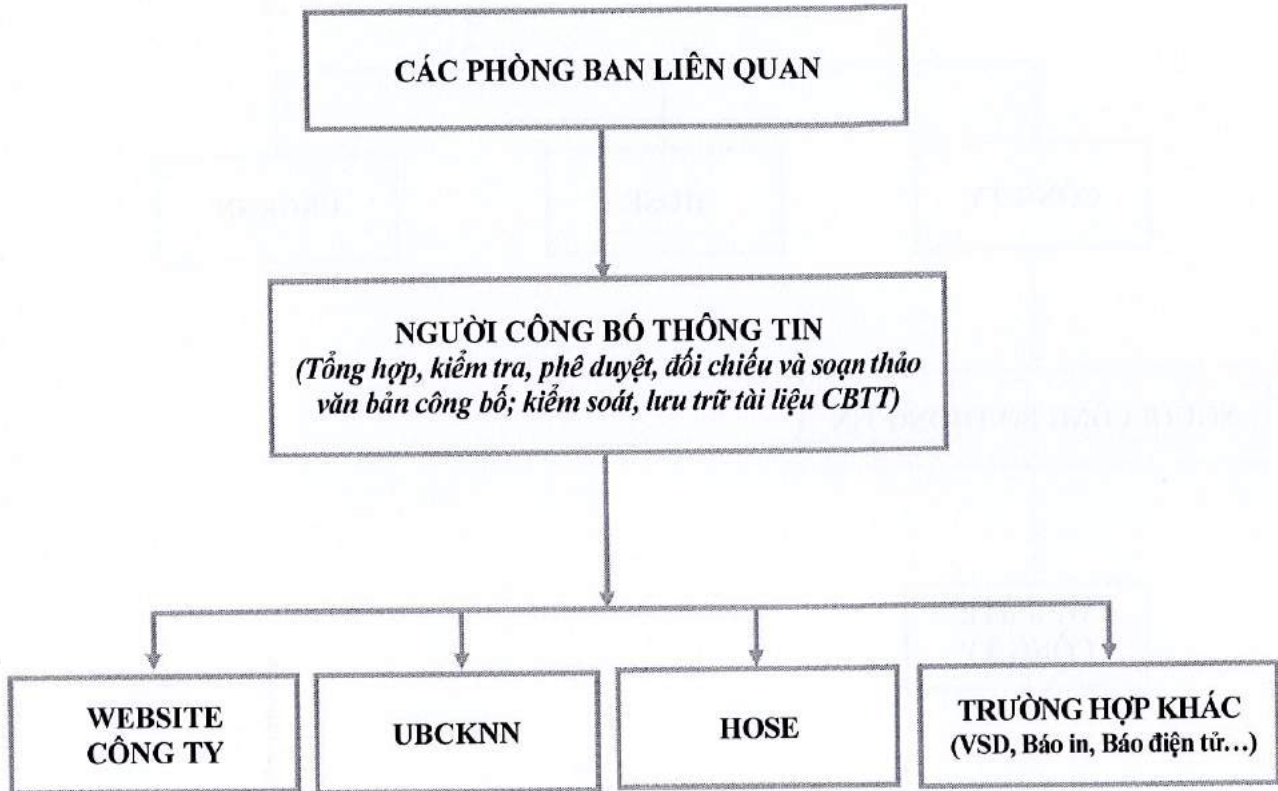 CÁC PHÒNG BAN LIÊN QUAN
NGƯỜI CÔNG BỐ THÔNG TIN
(Tổng hợp, kiểm tra, phê duyệt, đối chiếu và soạn thảo
văn bản công bố; kiểm soát, lưu trữ tài liệu CBTT)
WEBSITE
CÔNG TY
UBCKNN
HOSE
TRƯỜNG HỢP KHÁC
(VSD, Báo in, Báo điện tử...)